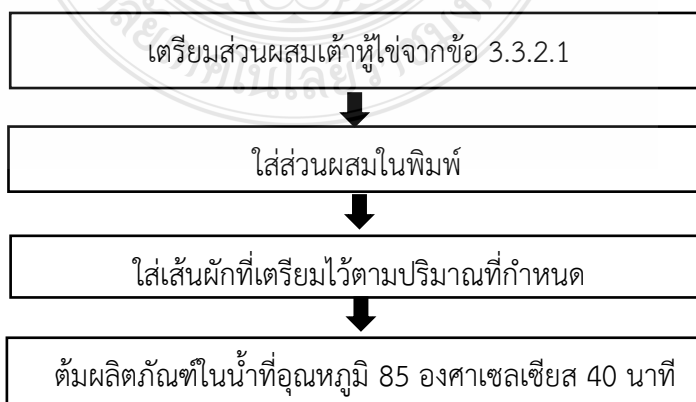 เตรียมส่วนผสมเต้าหู้ไข่จากข้อ 3.3.2.1
ใส่ส่วนผสมในพิมพ์
ใส่เส้นผักที่เตรียมไว้ตามปริมาณที่กำหนด
ต้มผลิตภัณฑ์ในน้ำที่อุณหภูมิ 85 องศาเซลเซียส 40 นาที